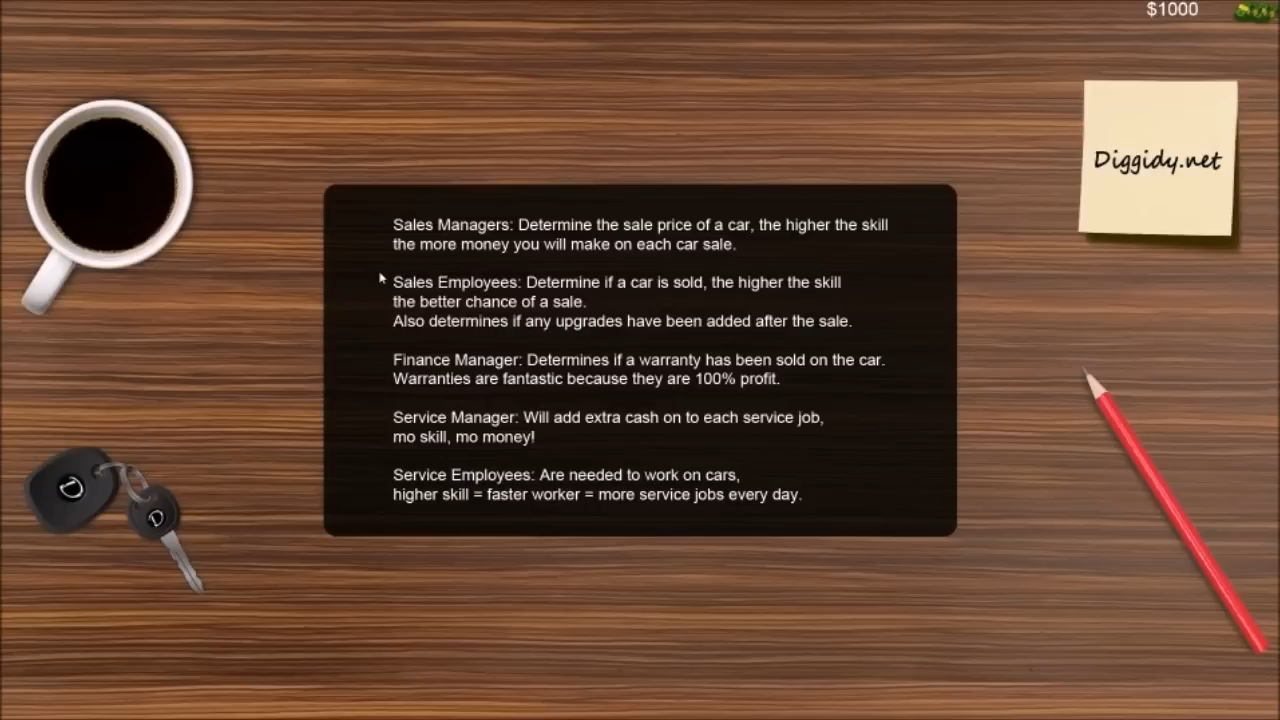 $1000
Diggidy.net
Sales Managers: Determine the sale price of a car, the higher the skill
the more money you will make on each car sale.
Sales Employees: Determine if a car is sold, the higher the skill
the better chance of a sale.
Also determines if any upgrades have been added after the sale.
Finance Manager: Determines if a warranty has been sold on the car.
Warranties are fantastic because they are 100% profit.
Service Manager: Will add extra cash on to each service job,
mo skill, mo money!
Service Employees: Are needed to work on cars,
higher skill = faster worker = more service jobs every day.
D
D